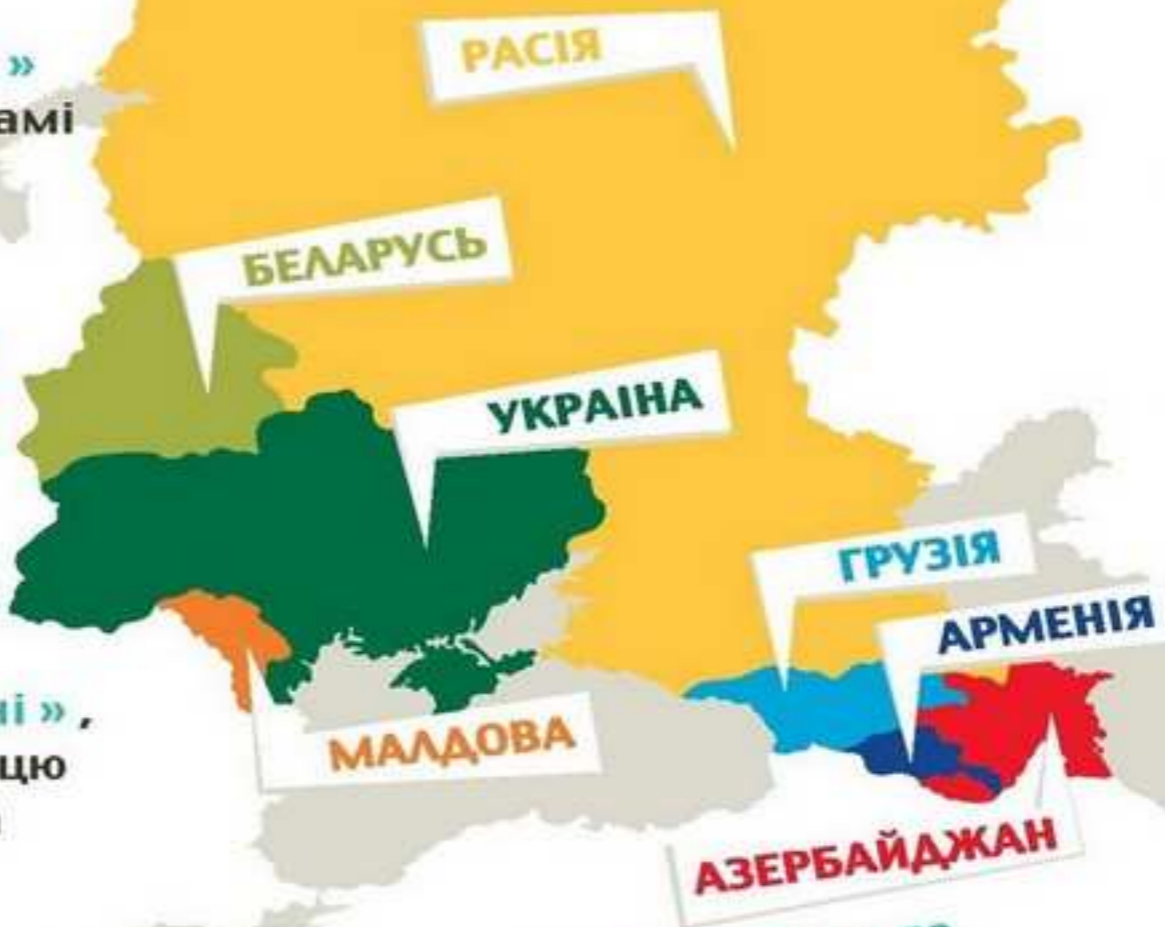 РАСІЯ
»
амі
БЕЛАРУСЬ
УКРАІНА
ГРУЗІЯ
АРМЕНІЯ
МАЛДОВА
ні »,
цю
АЗЕРБАЙДЖАН